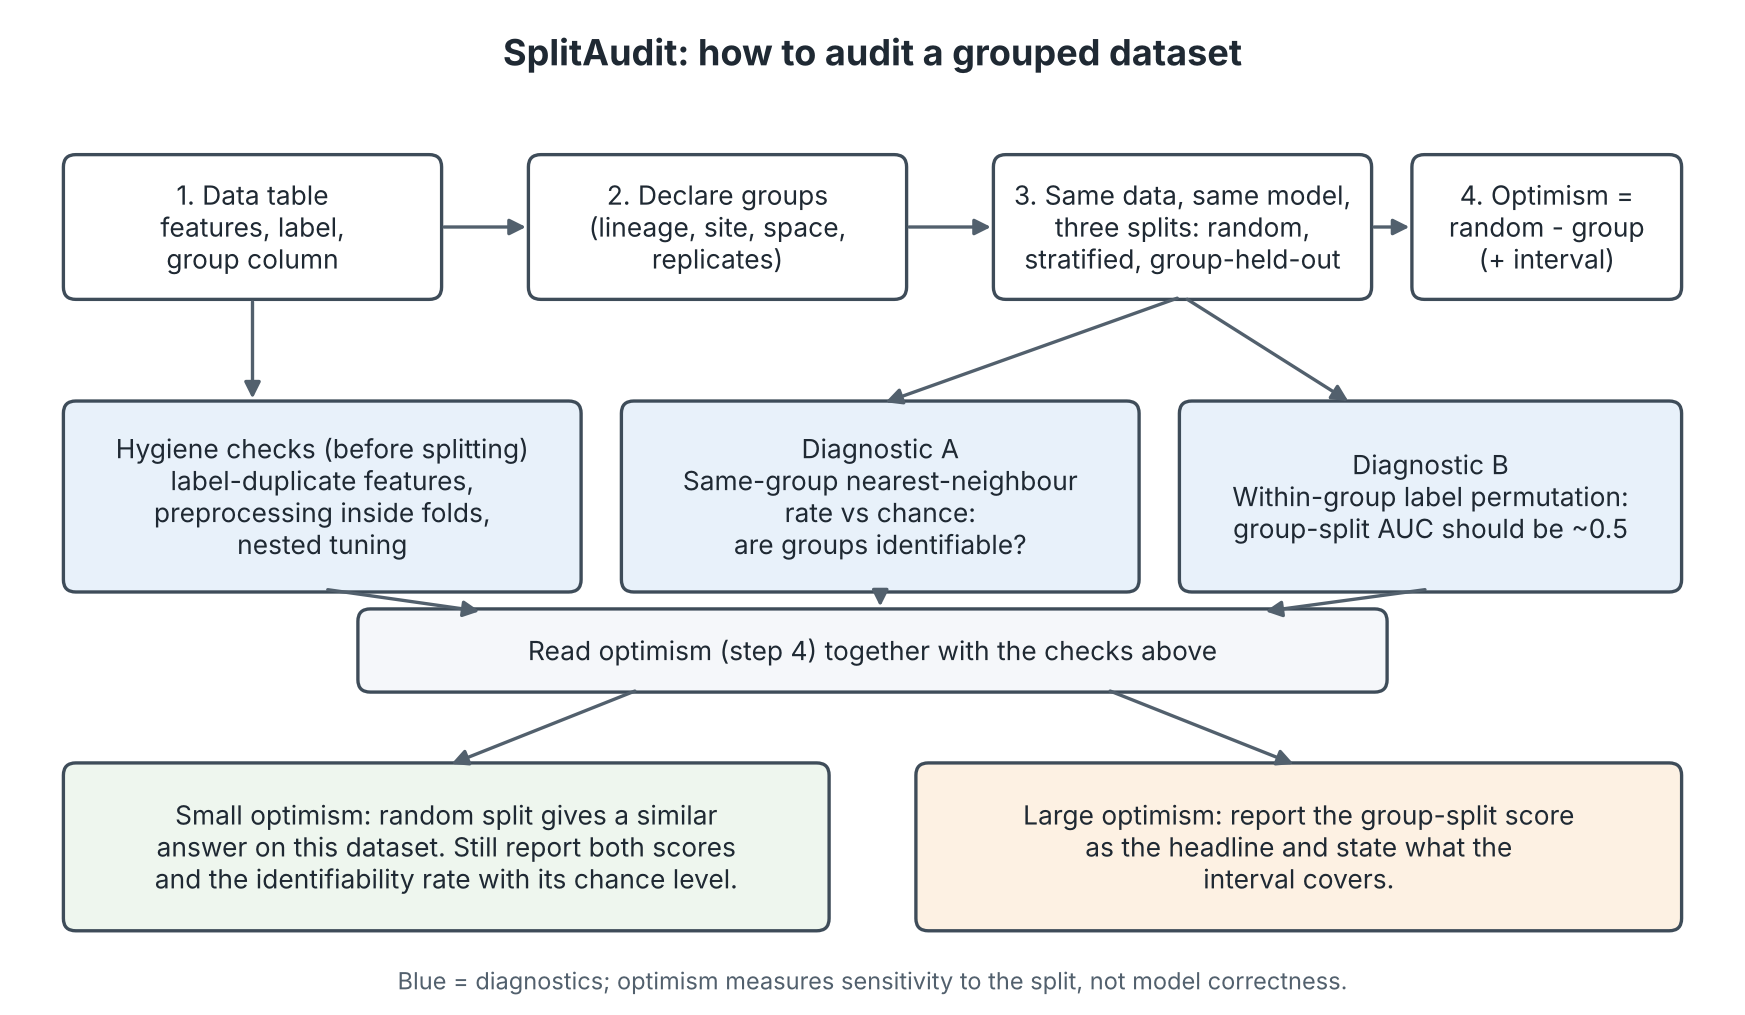 SplitAudit: how to audit a grouped dataset
1. Data table
features, label,
group column
2. Declare groups
(lineage, site, space,
replicates)
3. Same data, same model,
three splits: random,
stratified, group-held-out
4. Optimism =
random - group
(+ interval)
Hygiene checks (before splitting)
label-duplicate features,
preprocessing inside folds,
nested tuning
Diagnostic A
Same-group nearest-neighbour
rate vs chance:
are groups identifiable?
Diagnostic B
Within-group label permutation:
group-split AUC should be ~0.5
Read optimism (step 4) together with the checks above
Small optimism: random split gives a similar
answer on this dataset. Still report both scores
and the identifiability rate with its chance level.
Large optimism: report the group-split score
as the headline and state what the
interval covers.
Blue = diagnostics; optimism measures sensitivity to the split, not model correctness.